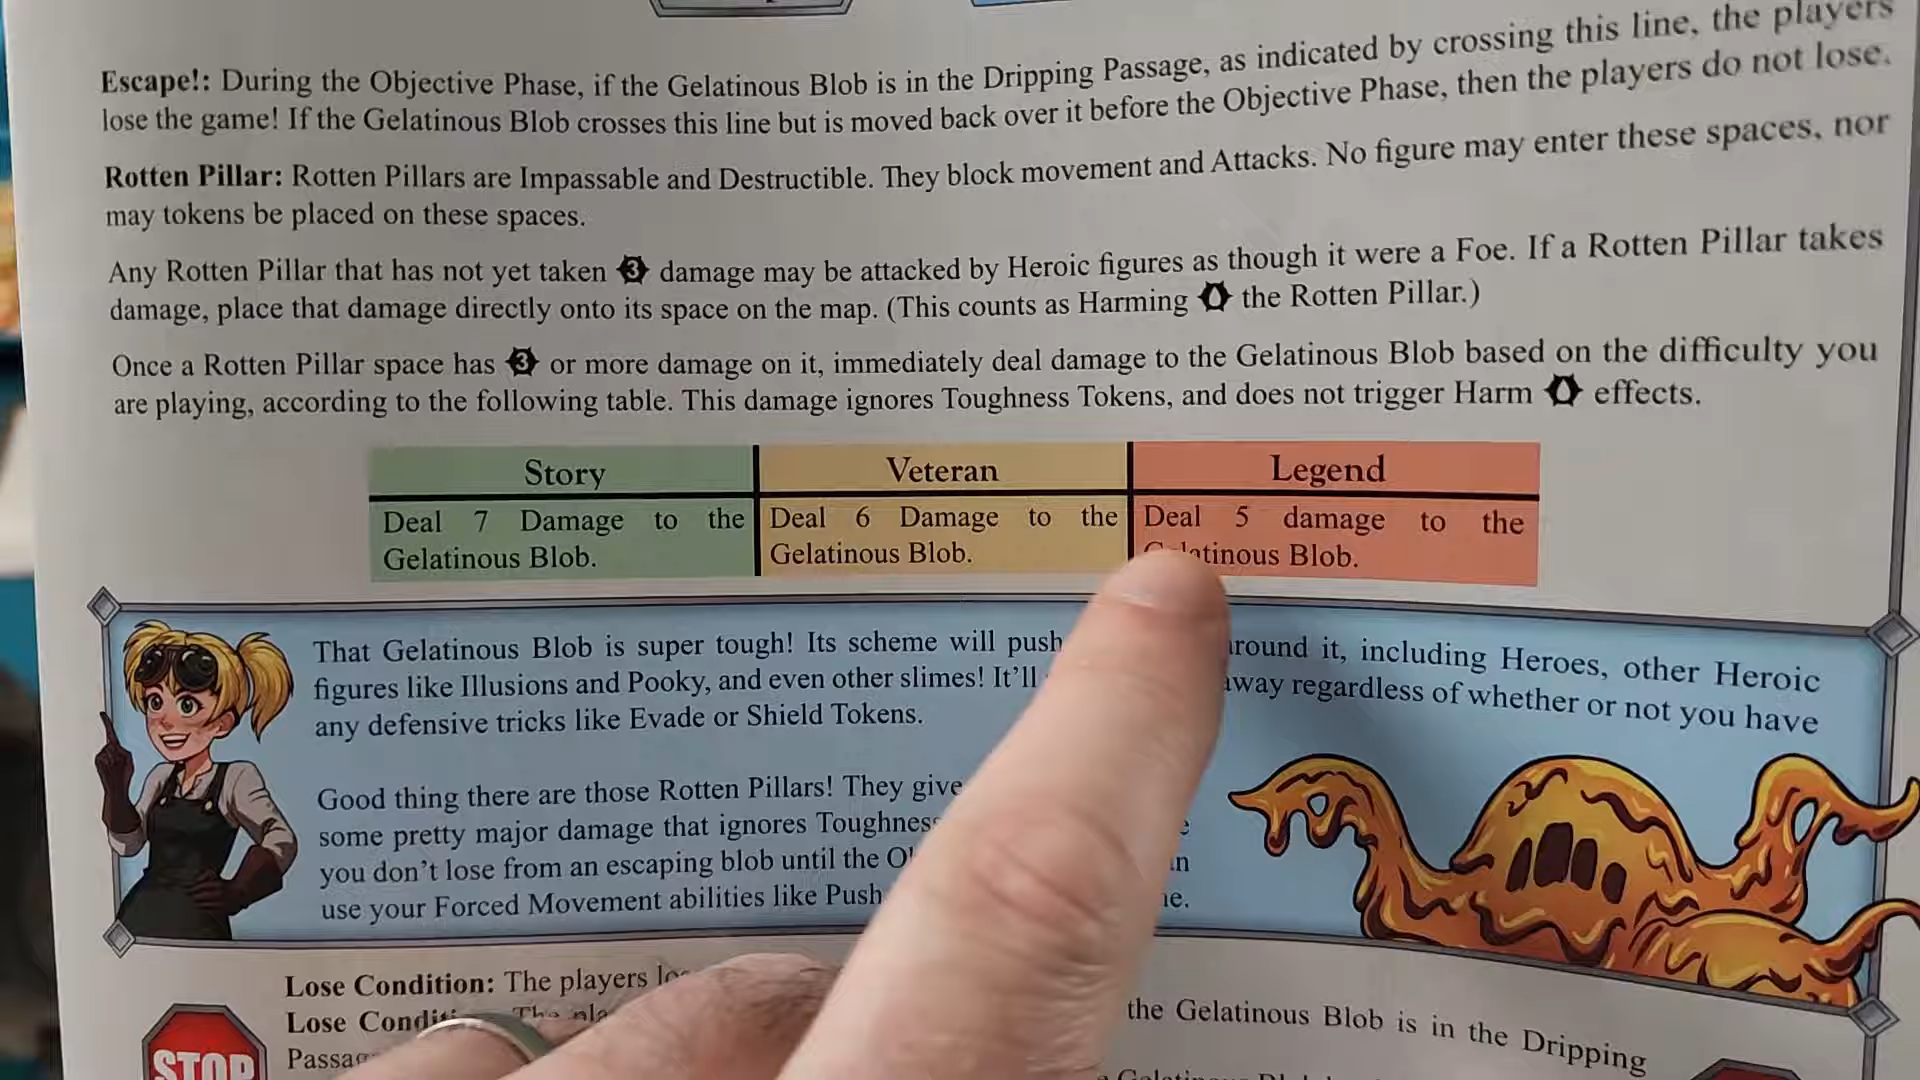 Escape!: During the Objective Phase, if the Gelatinous Blob is in the Dripping Passage, as indicated by crossing this line, the players
lose the game! If the Gelatinous Blob crosses this line but is moved back over it before the Objective Phase, then the players do not lose.
Rotten Pillar: Rotten Pillars are Impassable and Destructible. They block movement and Attacks. No figure may enter these spaces, nor
may tokens be placed on these spaces.
Any Rotten Pillar that has not yet taken 3 damage may be attacked by Heroic figures as though it were a Foe. If a Rotten Pillar takes
damage, place that damage directly onto its space on the map. (This counts as Harming the Rotten Pillar.)
Once a Rotten Pillar space has 3 or more damage on it, immediately deal damage to the Gelatinous Blob based on the difficulty you
are playing, according to the following table. This damage ignores Toughness Tokens, and does not trigger Harm effects.
Story
Deal 7 Damage to the
Gelatinous Blob.
Veteran
Deal 6 Damage to the
Gelatinous Blob.
Legend
Deal 5 damage to the
Gelatinous Blob.
That Gelatinous Blob is super tough! Its scheme will push around it, including Heroes, other Heroic
figures like Illusions and Pooky, and even other slimes! It'll away regardless of whether or not you have
any defensive tricks like Evade or Shield Tokens.
Good thing there are those Rotten Pillars! They give
some pretty major damage that ignores Toughness
you don't lose from an escaping blob until the
use your Forced Movement abilities like Push
Lose Condition: The players
Lose The
the Gelatinous Blob is in the Dripping
STOP